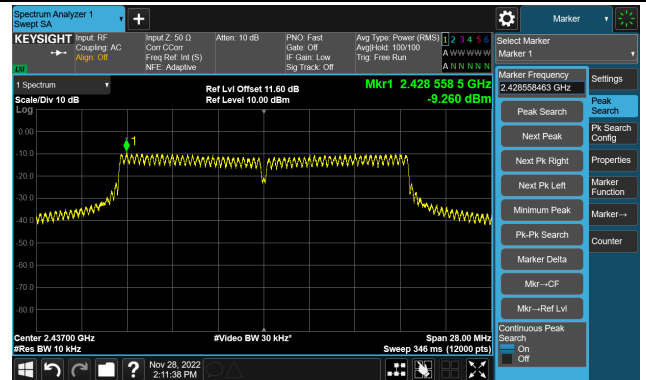 Spectrum Analyzer 1
Swept SA
Marker
KEYSIGHT
Input: RF
Coupling: AC
Align: Off
Input Z: 50 Ω
Corr CCorr
Freq Ref: Int (S)
NFE: Adaptive
Atten: 10 dB
PNO: Fast
Gate: Off
IF Gain: Low
Sig Track: Off
Avg Type: Power (RMS)
Avg|Hold: 100/100
Trig: Free Run
1 2 3 4 5 6
A W W W W W
A N N N N N
LXI
Select Marker
Marker 1
1 Spectrum
Scale/Div 10 dB
Ref Lvl Offset 11.60 dB
Ref Level 10.00 dBm
Mkr1 2.428 558 5 GHz
-9.260 dBm
Log
0.00
-10.0
-20.0
-30.0
-40.0
-50.0
-60.0
-70.0
-80.0
1
Center 2.43700 GHz
#Res BW 10 kHz
#Video BW 30 kHz*
Span 28.00 MHz
Sweep 346 ms (12000 pts)
Marker Frequency
2.428558463 GHz
Peak Search
Next Peak
Next Pk Right
Next Pk Left
Minimum Peak
Pk-Pk Search
Marker Delta
Mkr→CF
Mkr→Ref Lvl
Continuous Peak
Search
On
Off
Settings
Peak
Search
Pk Search
Config
Properties
Marker
Function
Marker→
Counter
?
Nov 28, 2022
2:11:38 PM